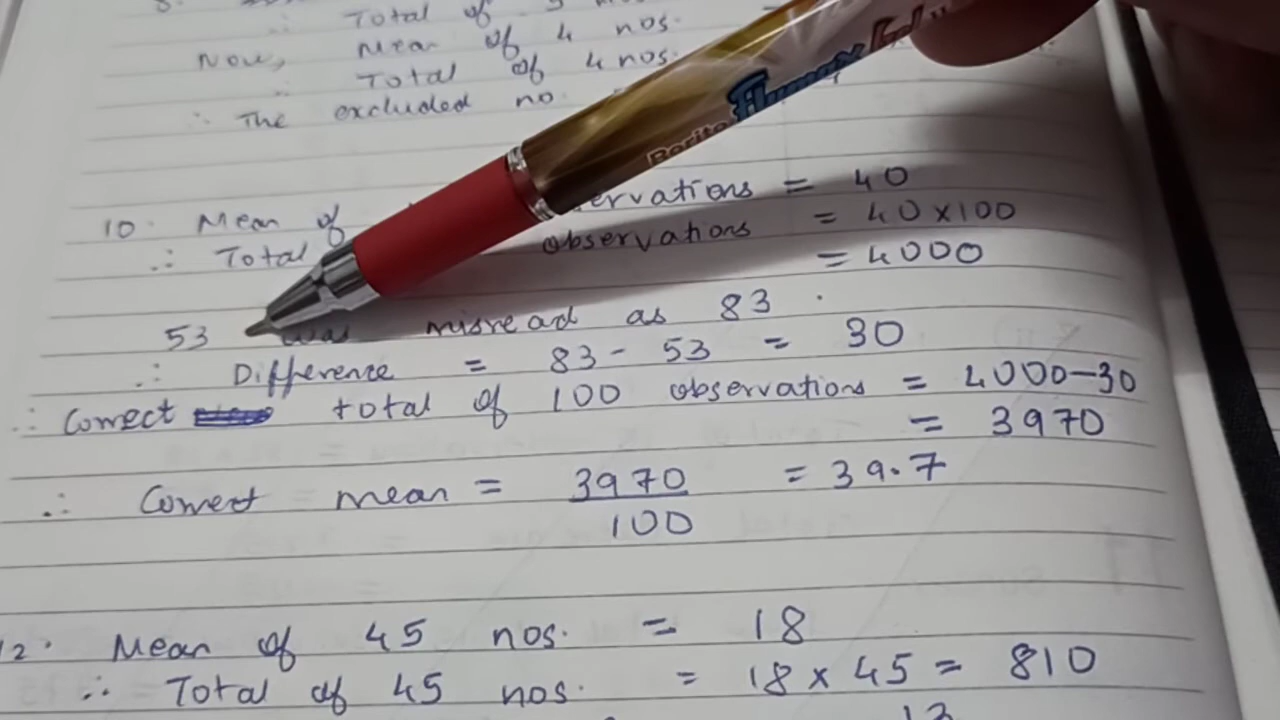 8.
∴ Total of
Now, Mean of 4 nos.
∴ Total of 4 nos.
∴ The excluded no.
Flumax
10. Mean of ervations = 40
∴ Total observations = 40×100
= 4000
53 was misread as 83.
∴ Difference = 83 - 53 = 30
∴ Correct total of 100 observations = 4000-30
= 3970
∴ Correct mean = 3970 = 39.7
100
12. Mean of 45 nos. = 18
∴ Total of 45 nos. = 18 × 45 = 810